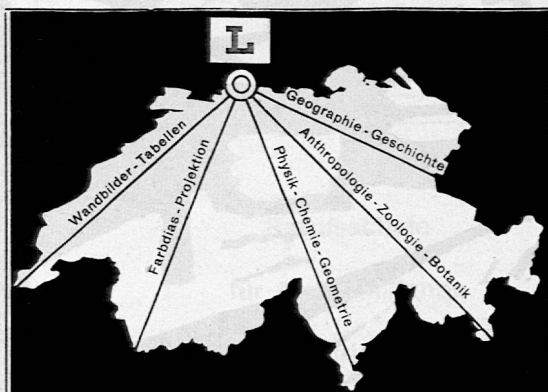 L
Wandbilder-Tabellen
Farbdias-Projektion
Physik-Chemie-Geometrie
Anthropologie-Zoologie-Botanik
Geographie-Geschichte